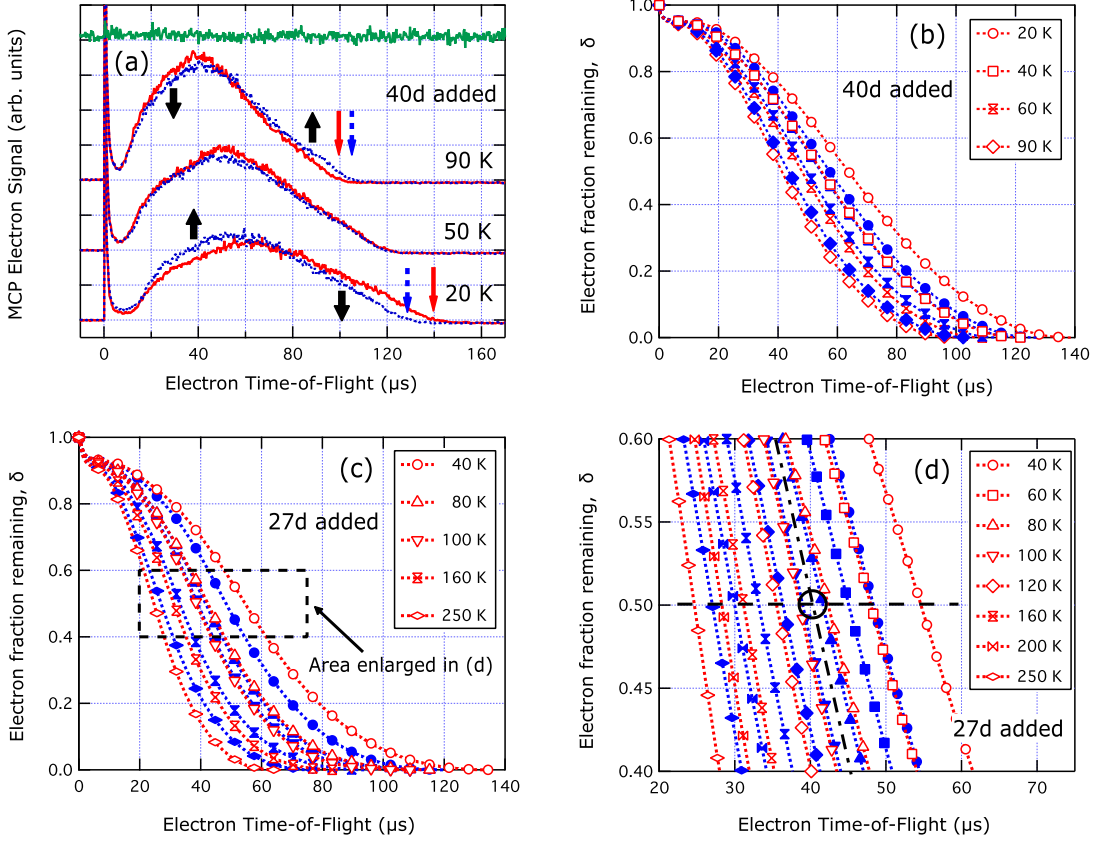 (a)
40d added
90 K
50 K
20 K
MCP Electron Signal (arb. units)
0 40 80 120 160
Electron Time-of-Flight (µs)
(b)
40d added
20 K
40 K
60 K
90 K
Electron fraction remaining, δ
1.0
0.8
0.6
0.4
0.2
0.0
0 20 40 60 80 100 120 140
Electron Time-of-Flight (µs)
(c)
27d added
40 K
80 K
100 K
160 K
250 K
Area enlarged in (d)
Electron fraction remaining, δ
1.0
0.8
0.6
0.4
0.2
0.0
0 20 40 60 80 100 120 140
Electron Time-of-Flight (µs)
(d)
40 K
60 K
80 K
100 K
120 K
160 K
200 K
250 K
27d added
Electron fraction remaining, δ
0.60
0.55
0.50
0.45
0.40
20 30 40 50 60 70
Electron Time-of-Flight (µs)